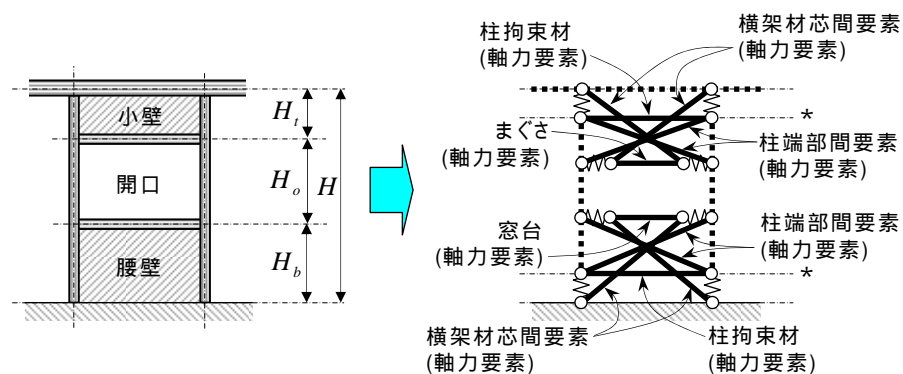 小壁
開口
腰壁
Ht
Ho
Hb
H
柱拘束材
(軸力要素)
横架材芯間要素
(軸力要素)
*
まぐさ
(軸力要素)
柱端部間要素
(軸力要素)
窓台
(軸力要素)
柱端部間要素
(軸力要素)
*
横架材芯間要素
(軸力要素)
柱拘束材
(軸力要素)